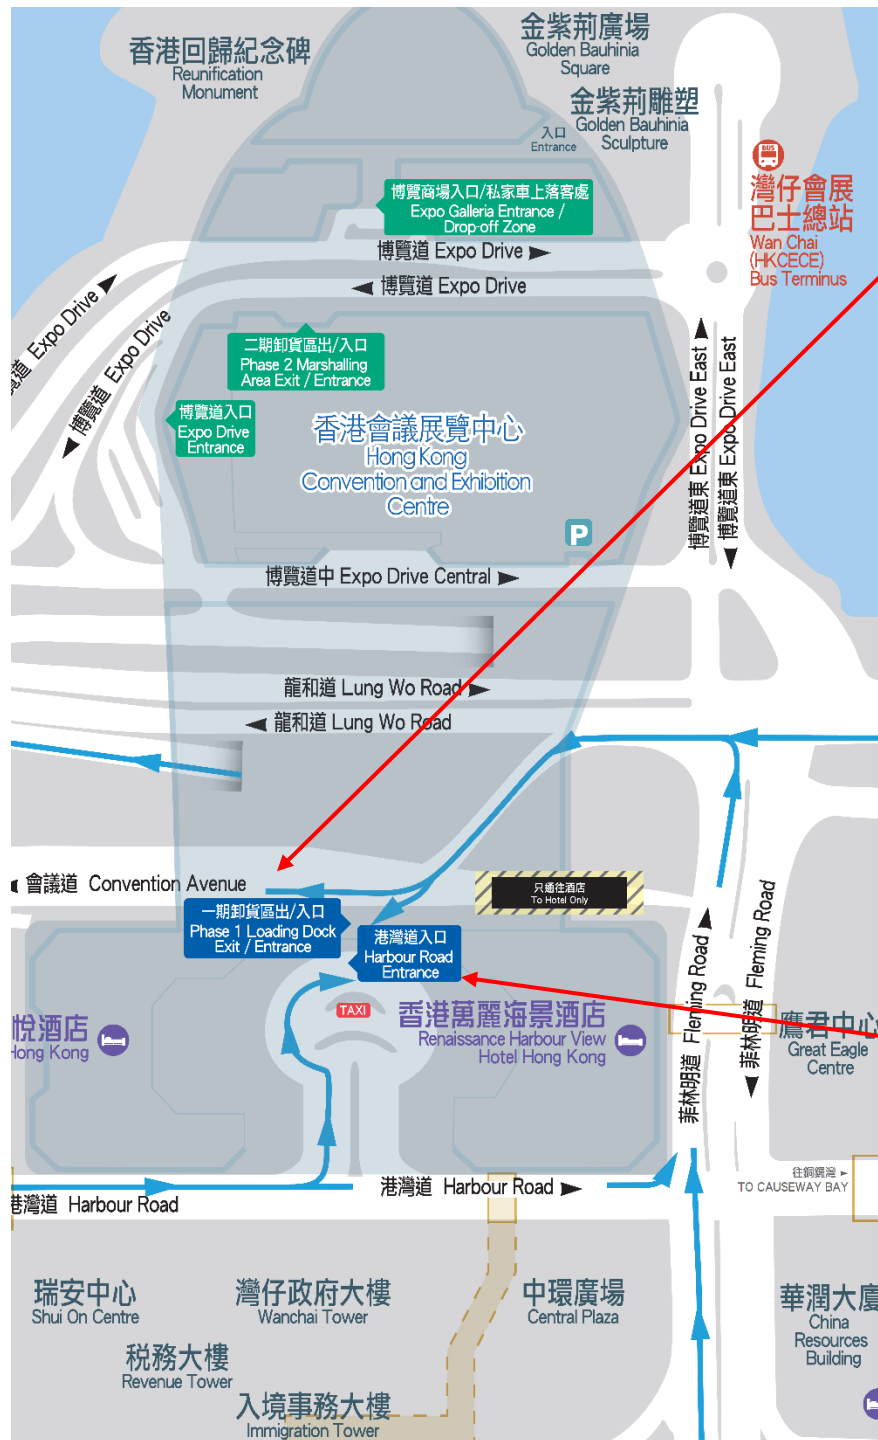 香港回歸紀念碑
Reunification
Monument
金紫荊廣場
Golden Bauhinia
Square
金紫荊雕塑
Golden Bauhinia
Sculpture
入口
Entrance
BUS
灣仔會展
巴士總站
Wan Chai
(HKCECE)
Bus Terminus
博覽商場入口/私家車上落客處
Expo Galleria Entrance /
Drop-off Zone
博覽道 Expo Drive ►
◄ 博覽道 Expo Drive
博覽道 Expo Drive ►
◄ 博覽道 Expo Drive
二期卸貨區出/入口
Phase 2 Marshalling
Area Exit / Entrance
博覽道入口
Expo Drive
Entrance
香港會議展覽中心
Hong Kong
Convention and Exhibition
Centre
P
博覽道東 Expo Drive East ►
◄ 博覽道東 Expo Drive East
博覽道中 Expo Drive Central ►
龍和道 Lung Wo Road ►
◄ 龍和道 Lung Wo Road
◄ 會議道 Convention Avenue
只通往酒店
To Hotel Only
一期卸貨區出/入口
Phase 1 Loading Dock
Exit / Entrance
港灣道入口
Harbour Road
Entrance
TAXI
悅酒店
Hong Kong
香港萬麗海景酒店
Renaissance Harbour View
Hotel Hong Kong
菲林明道 Fleming Road ►
◄ 菲林明道 Fleming Road
鷹君中心
Great Eagle
Centre
港灣道 Harbour Road
港灣道 Harbour Road ►
往銅鑼灣 ►
TO CAUSEWAY BAY
瑞安中心
Shui On Centre
灣仔政府大樓
Wanchai Tower
中環廣場
Central Plaza
華潤大廈
China
Resources
Building
稅務大樓
Revenue Tower
入境事務大樓
Immigration Tower